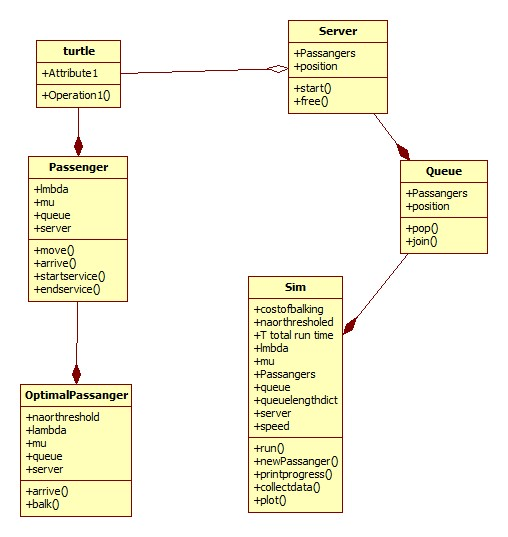 turtle
+Attribute1
+Operation1()
Server
+Passangers
+position
+start()
+free()
Passenger
+lmbda
+mu
+queue
+server
+move()
+arrive()
+startservice()
+endservice()
Queue
+Passangers
+position
+pop()
+join()
Sim
+costofbalking
+naorthresholed
+T total run time
+lmbda
+mu
+Passangers
+queue
+queuelengthdict
+server
+speed
+run()
+newPassanger()
+printprogress()
+collectdata()
+plot()
OptimalPassanger
+naorthreshold
+lambda
+mu
+queue
+server
+arrive()
+balk()